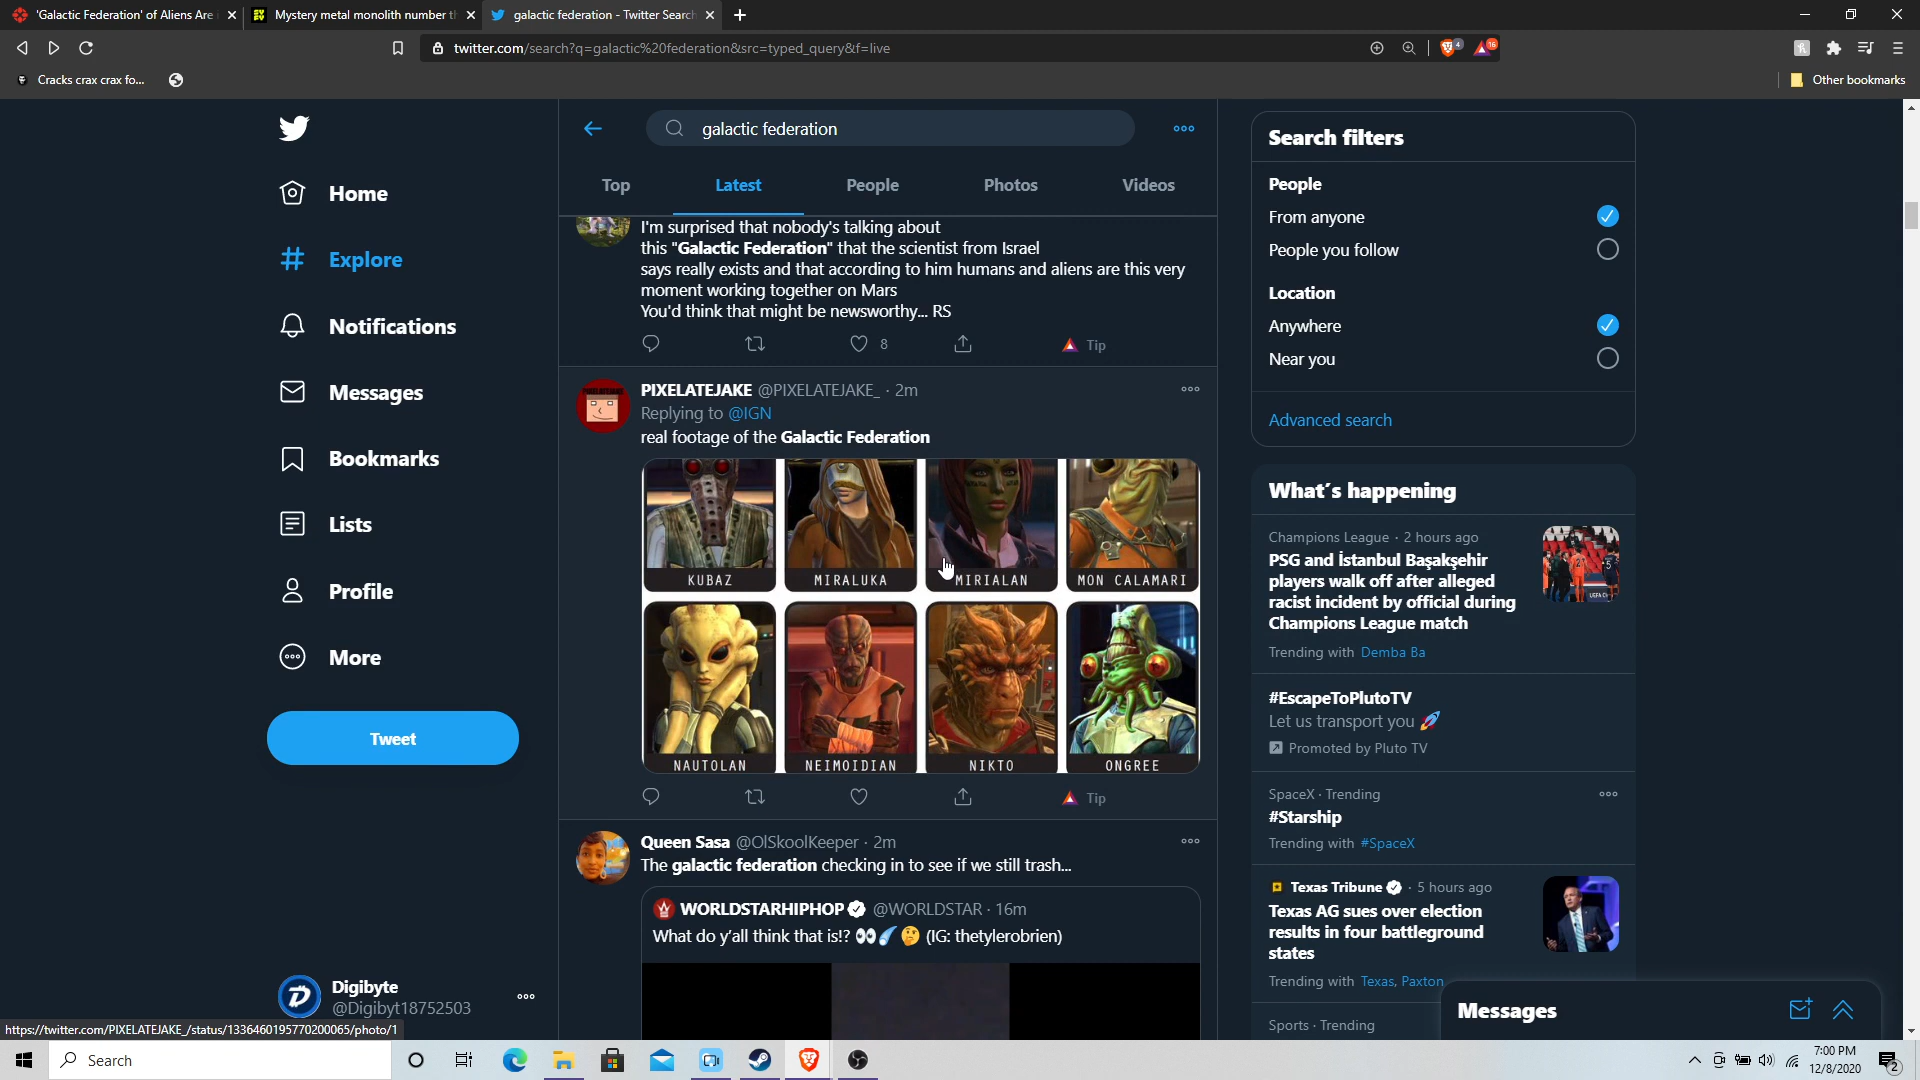 'Galactic Federation' of Aliens Are
Mystery metal monolith number th
galactic federation - Twitter Search
twitter.com/search?q=galactic%20federation&src=typed_query&f=live
4
16
Cracks crax crax fo...
Other bookmarks
Home
Explore
Notifications
Messages
Bookmarks
Lists
Profile
More
Tweet
Digibyte
@Digibyt18752503
galactic federation
Top
Latest
People
Photos
Videos
I'm surprised that nobody's talking about
this "Galactic Federation" that the scientist from Israel
says really exists and that according to him humans and aliens are this very
moment working together on Mars
You'd think that might be newsworthy... RS
8
Tip
PIXELATEJAKE @PIXELATEJAKE_ · 2m
Replying to @IGN
real footage of the Galactic Federation
KUBAZ
MIRALUKA
MIRIALAN
MON CALAMARI
NAUTOLAN
NEIMOIDIAN
NIKTO
ONGREE
Tip
Queen Sasa @OlSkoolKeeper · 2m
The galactic federation checking in to see if we still trash...
WORLDSTARHIPHOP @WORLDSTAR · 16m
What do y'all think that is!? 👀☄️🤔 (IG: thetylerobrien)
Search filters
People
From anyone
People you follow
Location
Anywhere
Near you
Advanced search
What's happening
Champions League · 2 hours ago
PSG and İstanbul Başakşehir
players walk off after alleged
racist incident by official during
Champions League match
Trending with Demba Ba
#EscapeToPlutoTV
Let us transport you 🚀
Promoted by Pluto TV
SpaceX · Trending
#Starship
Trending with #SpaceX
Texas Tribune · 5 hours ago
Texas AG sues over election
results in four battleground
states
Trending with Texas, Paxton
Sports · Trending
Messages
https://twitter.com/PIXELATEJAKE_/status/1336460195770200065/photo/1
Search
7:00 PM
12/8/2020
2